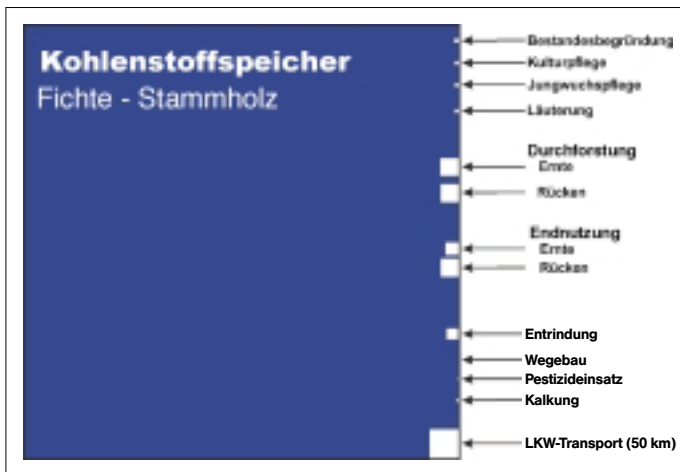 Kohlenstoffspeicher
Fichte - Stammholz
Bestandesbegründung
Kulturpflege
Jungwuchspflege
Läuterung
Durchforstung
Ernte
Rücken
Endnutzung
Ernte
Rücken
Entrindung
Wegebau
Pestizideinsatz
Kalkung
LKW-Transport (50 km)